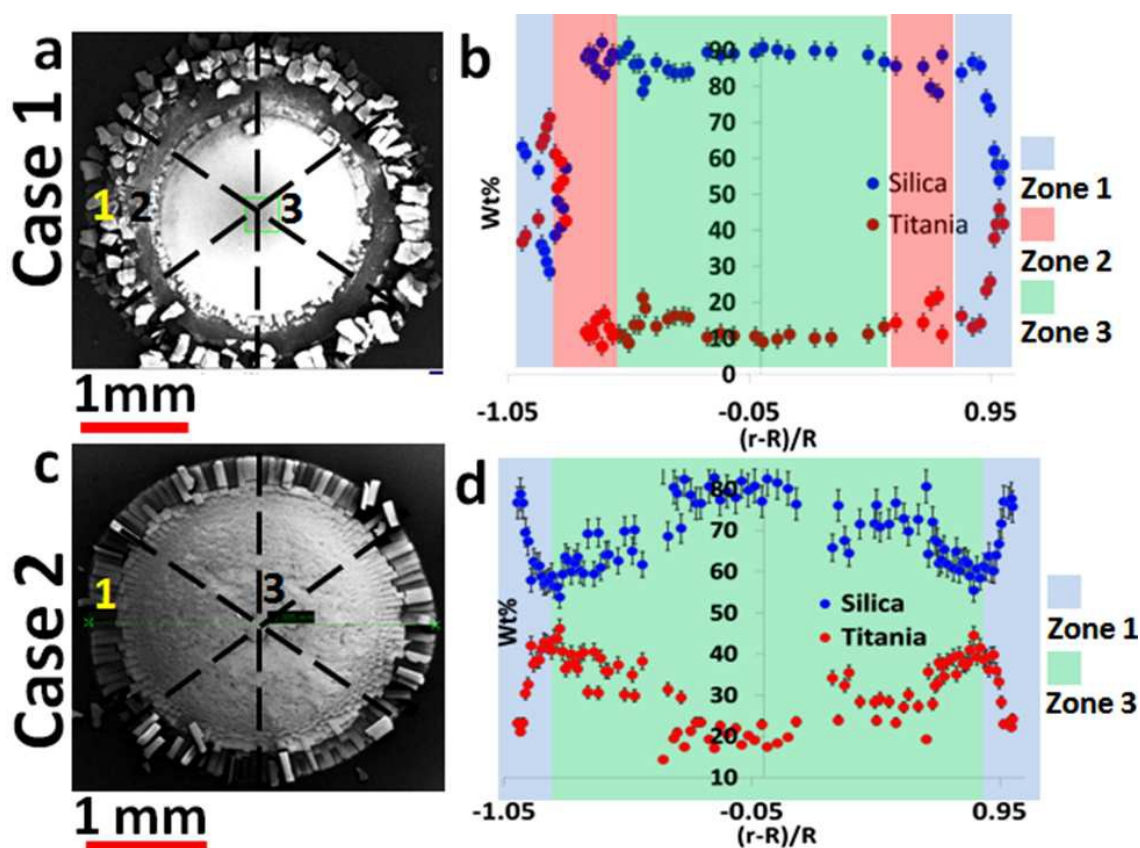 Case 1
a
1
2
3
1mm
b
Wt%
90
80
70
60
50
40
30
20
10
0
Silica
Titania
-1.05
-0.05
0.95
(r-R)/R
Zone 1
Zone 2
Zone 3
Case 2
c
1
3
1 mm
d
Wt%
80
70
60
50
40
30
20
10
Silica
Titania
-1.05
-0.05
0.95
(r-R)/R
Zone 1
Zone 3